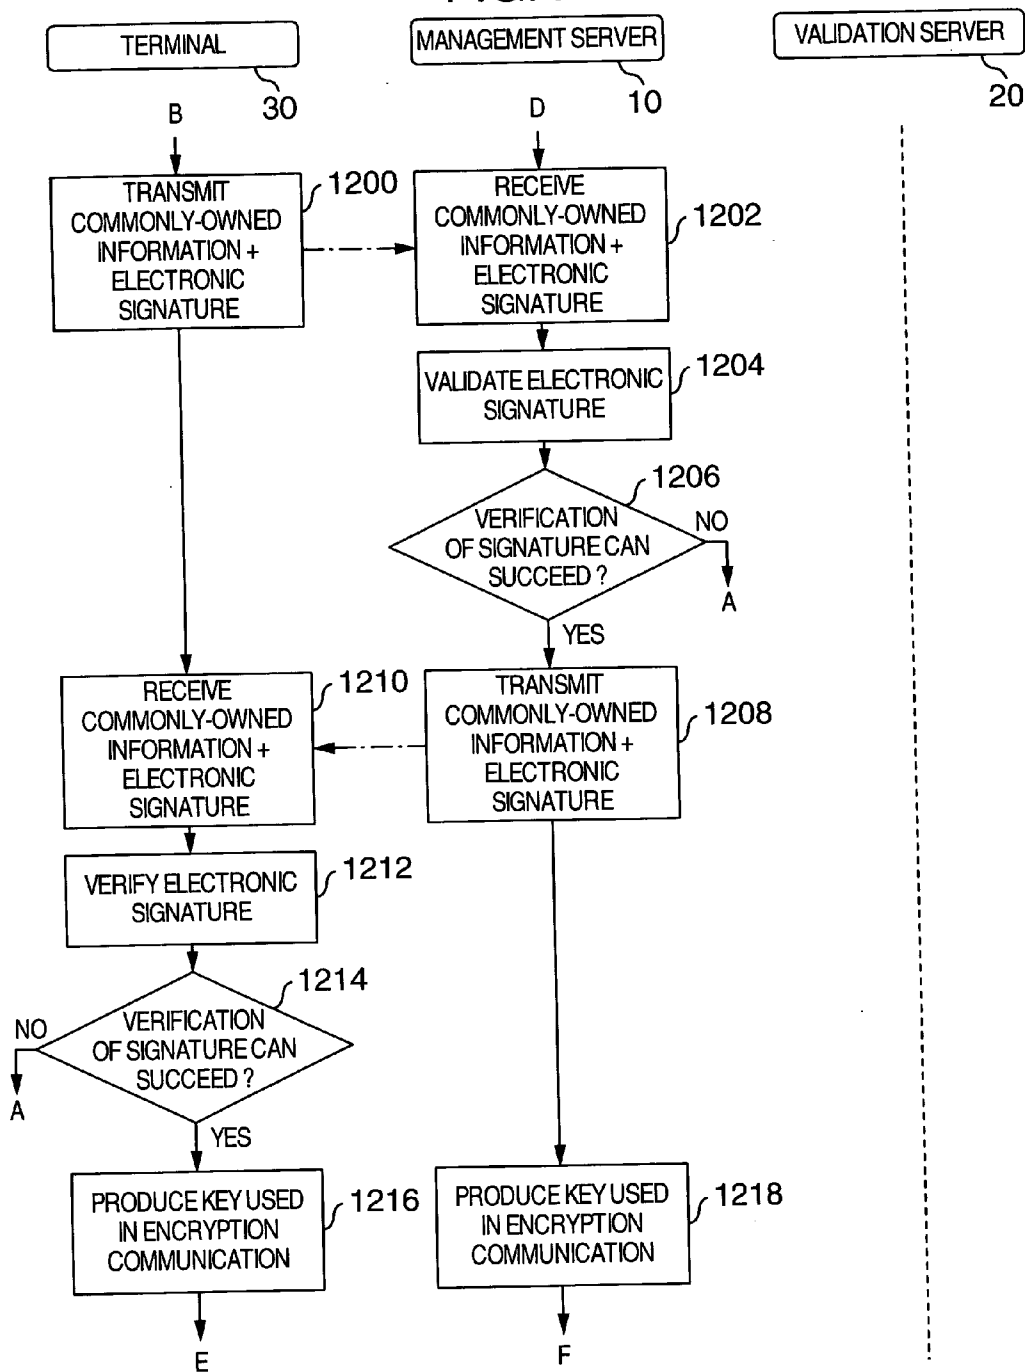 TERMINAL
30
MANAGEMENT SERVER
10
VALIDATION SERVER
20
B
D
TRANSMIT
COMMONLY-OWNED
INFORMATION +
ELECTRONIC
SIGNATURE
1200
RECEIVE
COMMONLY-OWNED
INFORMATION +
ELECTRONIC
SIGNATURE
1202
VALIDATE ELECTRONIC
SIGNATURE
1204
VERIFICATION
OF SIGNATURE CAN
SUCCEED ?
1206
NO
A
YES
TRANSMIT
COMMONLY-OWNED
INFORMATION +
ELECTRONIC
SIGNATURE
1208
RECEIVE
COMMONLY-OWNED
INFORMATION +
ELECTRONIC
SIGNATURE
1210
VERIFY ELECTRONIC
SIGNATURE
1212
VERIFICATION
OF SIGNATURE CAN
SUCCEED ?
1214
NO
A
YES
PRODUCE KEY USED
IN ENCRYPTION
COMMUNICATION
1216
PRODUCE KEY USED
IN ENCRYPTION
COMMUNICATION
1218
E
F